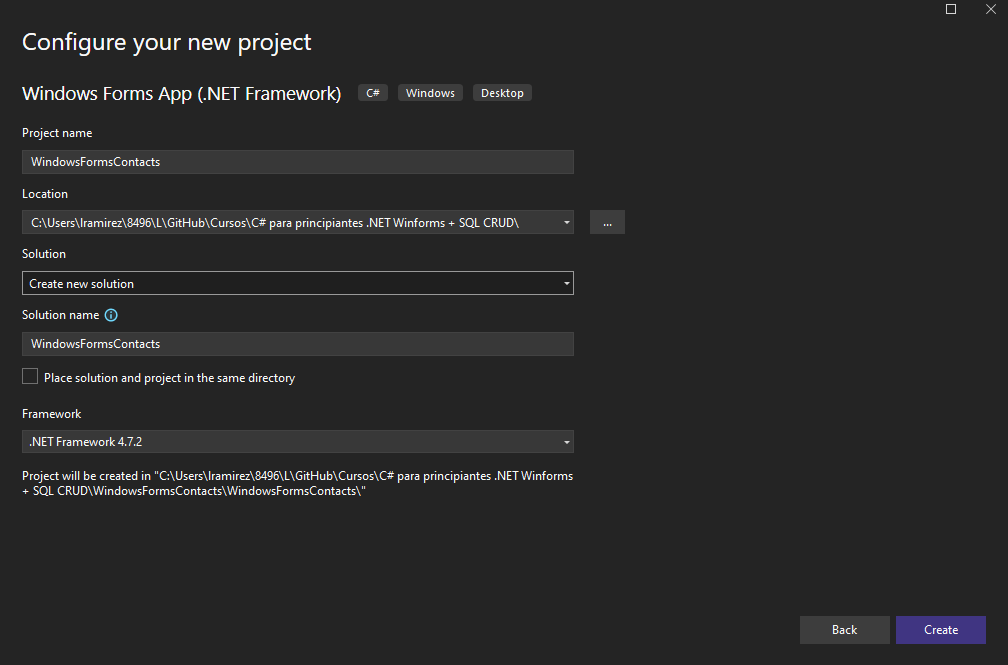 Configure your new project
Windows Forms App (.NET Framework) C# Windows Desktop
Project name
WindowsFormsContacts
Location
C:\Users\lramirez\8496\L\GitHub\Cursos\C# para principiantes .NET Winforms + SQL CRUD\ ...
Solution
Create new solution
Solution name
WindowsFormsContacts
Place solution and project in the same directory
Framework
.NET Framework 4.7.2
Project will be created in "C:\Users\lramirez\8496\L\GitHub\Cursos\C# para principiantes .NET Winforms
+ SQL CRUD\WindowsFormsContacts\WindowsFormsContacts\"
Back Create